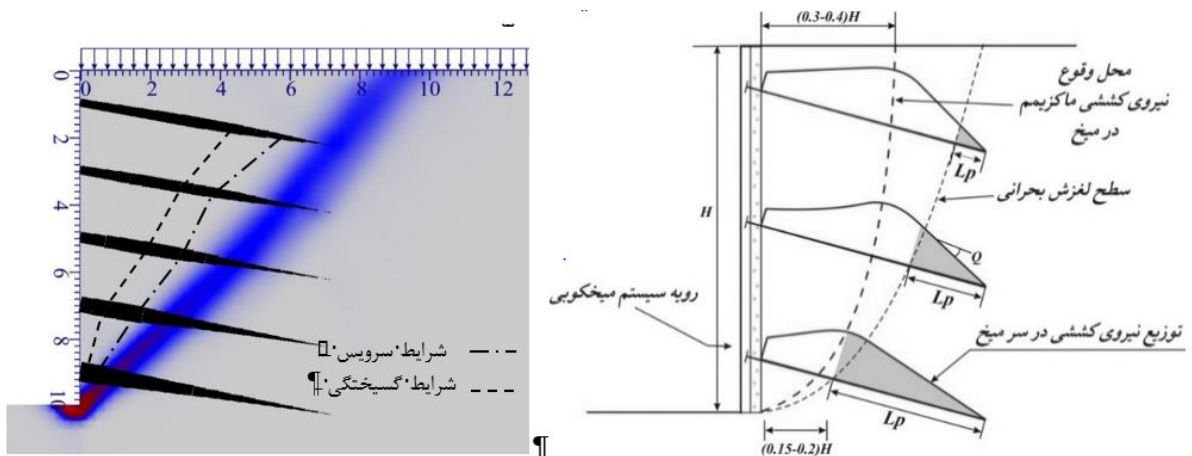 0 2 4 6 8 10 12
0
2
4
6
8
10
شرایط سرویس
شرایط گسیختگی ¶
¶
(0.3-0.4)H
محل وقوع
نیروی کششی ماکزیمم
در میخ
Lp
سطح لغزش بحرانی
H
Q
Lp
رویه سیستم میخکوبی
توزیع نیروی کششی در سر میخ
Lp
(0.15-0.2)H